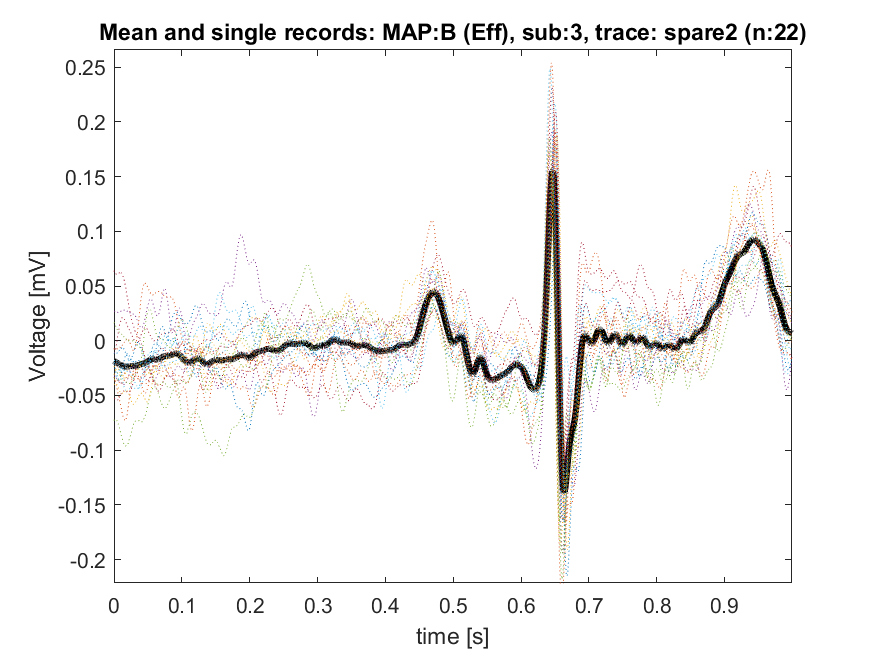 Mean and single records: MAP:B (Eff), sub:3, trace: spare2 (n:22)
Voltage [mV]
0.25
0.2
0.15
0.1
0.05
0
-0.05
-0.1
-0.15
-0.2
0 0.1 0.2 0.3 0.4 0.5 0.6 0.7 0.8 0.9
time [s]